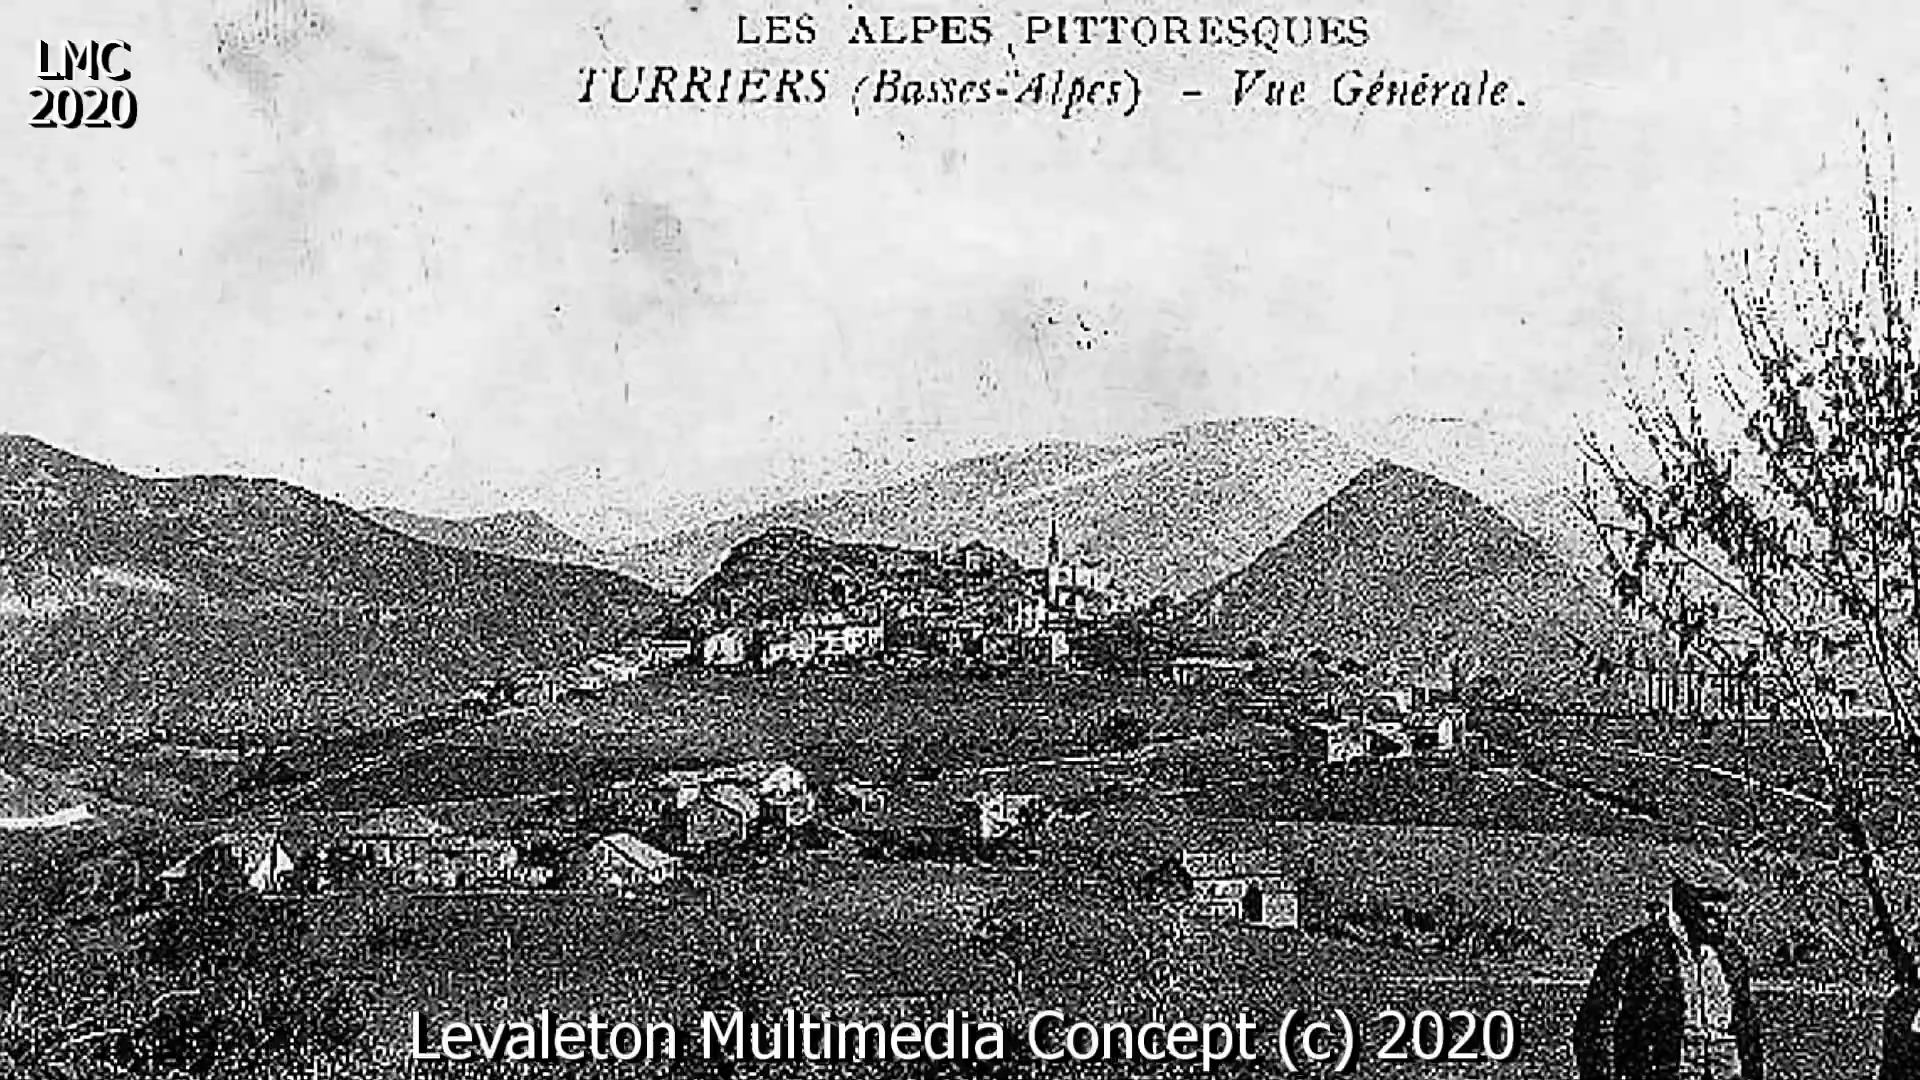 LES ALPES PITTORESQUES
TURRIERS (Basses-Alpes) - Vue Générale.
LMC
2020
Levaleton Multimedia Concept (c) 2020